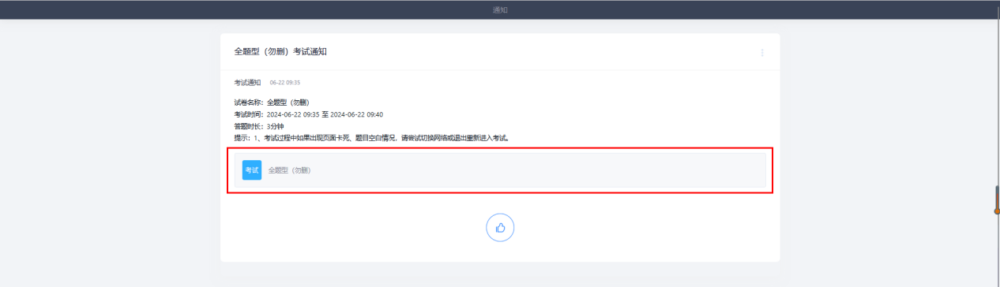 通知
全题型（勿删）考试通知
考试通知 06-22 09:35
试卷名称：全题型（勿删）
考试时间：2024-06-22 09:35 至 2024-06-22 09:40
答题时长：3分钟
提示：1、考试过程中如果出现页面卡死、题目空白情况，请尝试切换网络或退出重新进入考试。
考试 全题型（勿删）